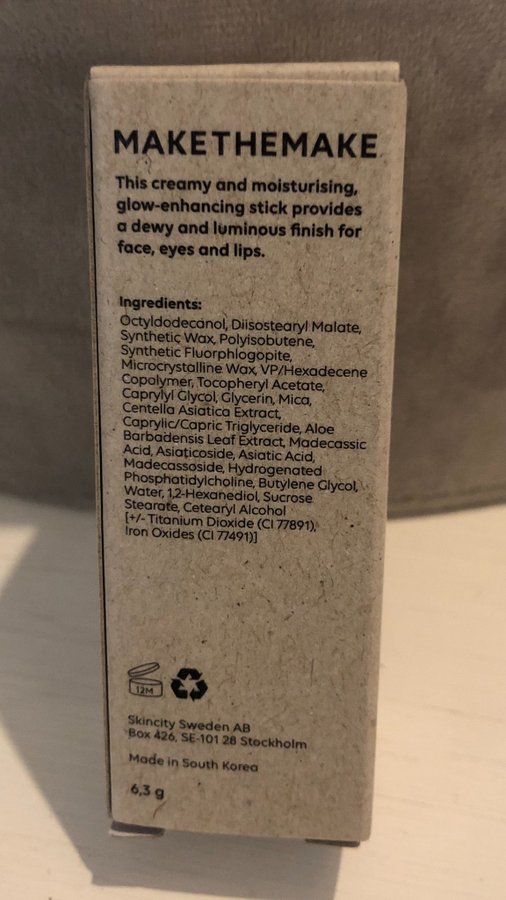 MAKETHEMAKE
This creamy and moisturising,
glow-enhancing stick provides
a dewy and luminous finish for
face, eyes and lips.
Ingredients:
Octyldodecanol, Diisostearyl Malate,
Synthetic Wax, Polyisobutene,
Synthetic Fluorphlogopite,
Microcrystalline Wax, VP/Hexadecene
Copolymer, Tocopheryl Acetate,
Caprylyl Glycol, Glycerin, Mica,
Centella Asiatica Extract,
Caprylic/Capric Triglyceride, Aloe
Barbadensis Leaf Extract, Madecassic
Acid, Asiaticoside, Asiatic Acid,
Madecassoside, Hydrogenated
Phosphatidylcholine, Butylene Glycol,
Water, 1,2-Hexanediol, Sucrose
Stearate, Cetearyl Alcohol
[+/- Titanium Dioxide (CI 77891),
Iron Oxides (CI 77491)]
12M
Skincity Sweden AB
Box 426, SE-101 28 Stockholm
Made in South Korea
6,3 g